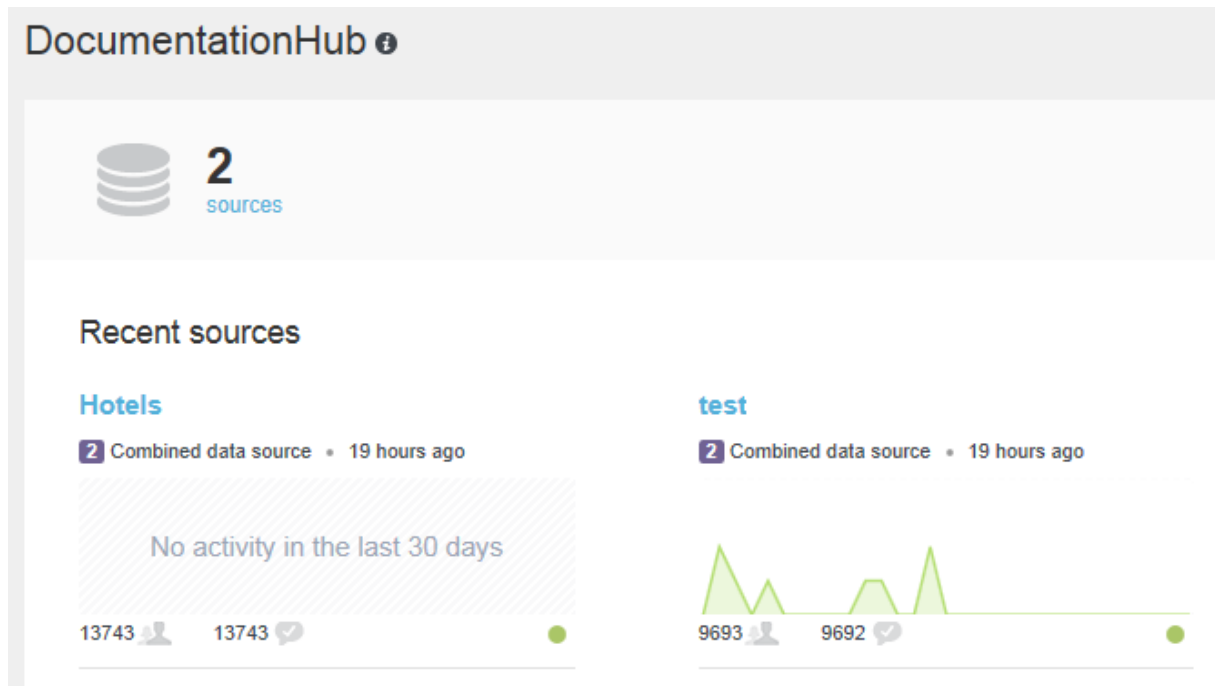 DocumentationHub
2
sources
Recent sources
Hotels
2 Combined data source • 19 hours ago
No activity in the last 30 days
13743 13743
test
2 Combined data source • 19 hours ago
9693 9692